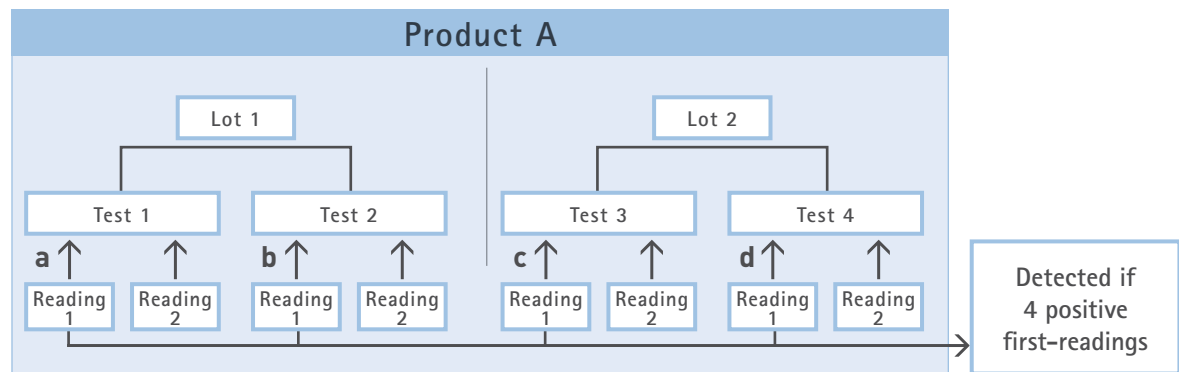 Product A
Lot 1
Lot 2
Test 1
Test 2
Test 3
Test 4
a
b
c
d
Reading
1
Reading
2
Reading
1
Reading
2
Reading
1
Reading
2
Reading
1
Reading
2
Detected if
4 positive
first-readings